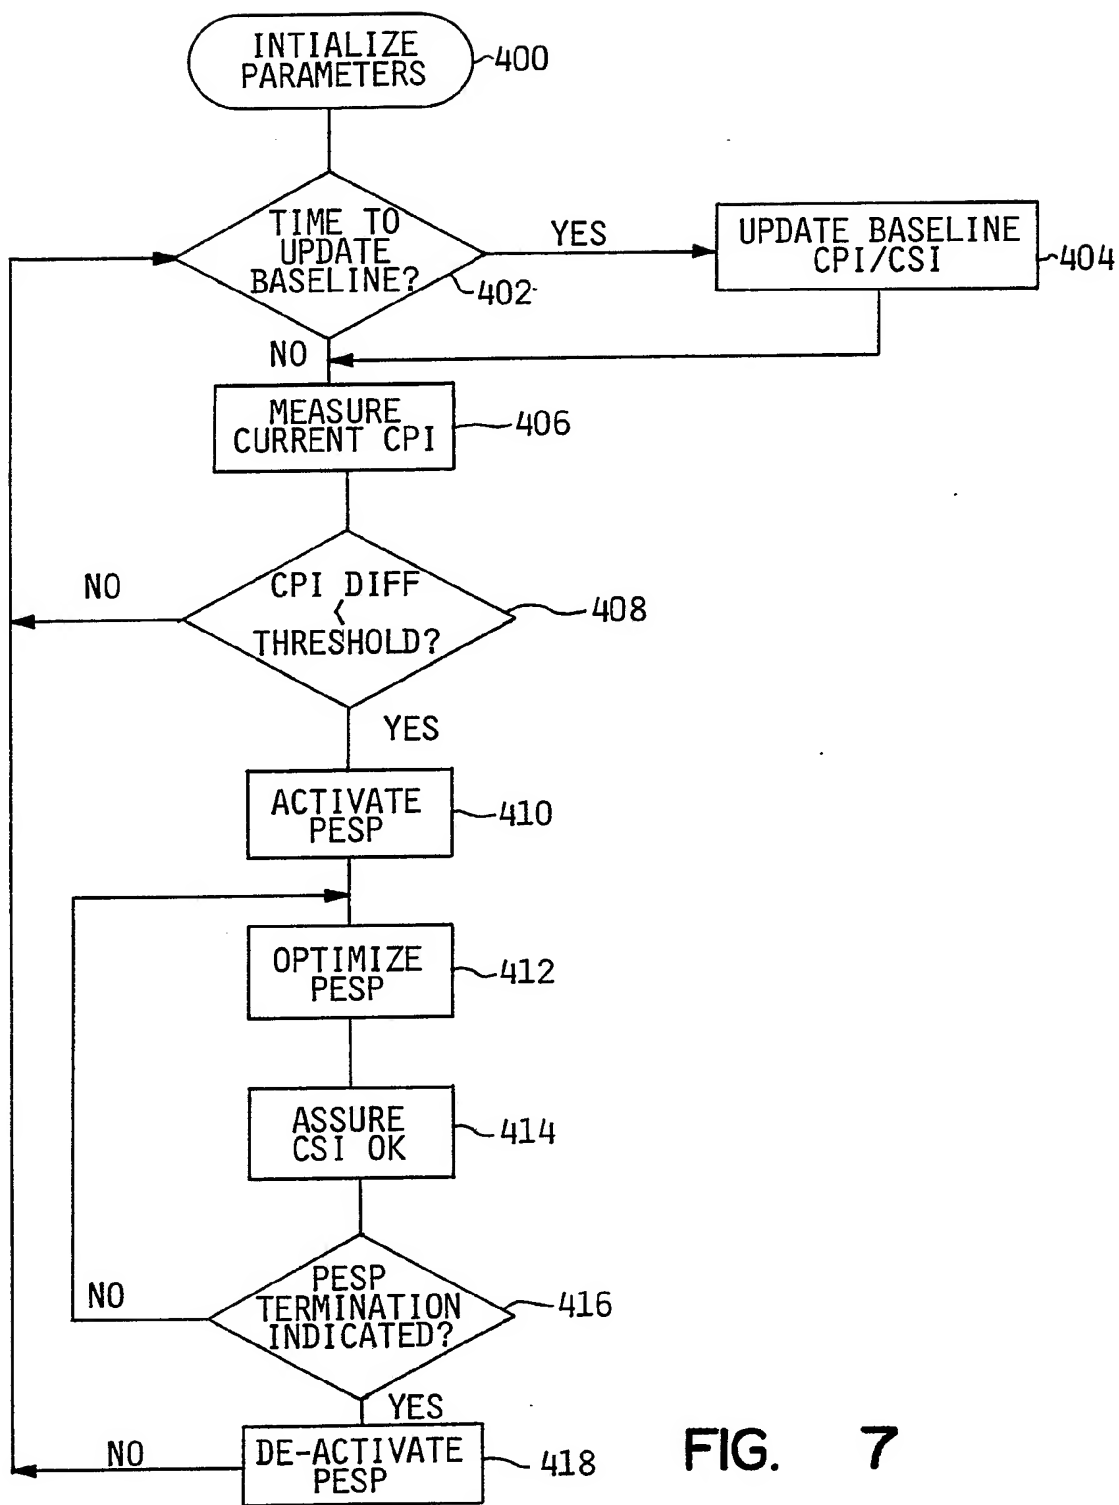 INTIALIZE
PARAMETERS
400
TIME TO
UPDATE
BASELINE?
402
YES
UPDATE BASELINE
CPI/CSI
404
NO
MEASURE
CURRENT CPI
406
CPI DIFF
<
THRESHOLD?
408
NO
YES
ACTIVATE
PESP
410
OPTIMIZE
PESP
412
ASSURE
CSI OK
414
PESP
TERMINATION
INDICATED?
416
NO
YES
DE-ACTIVATE
PESP
418
NO
FIG. 7